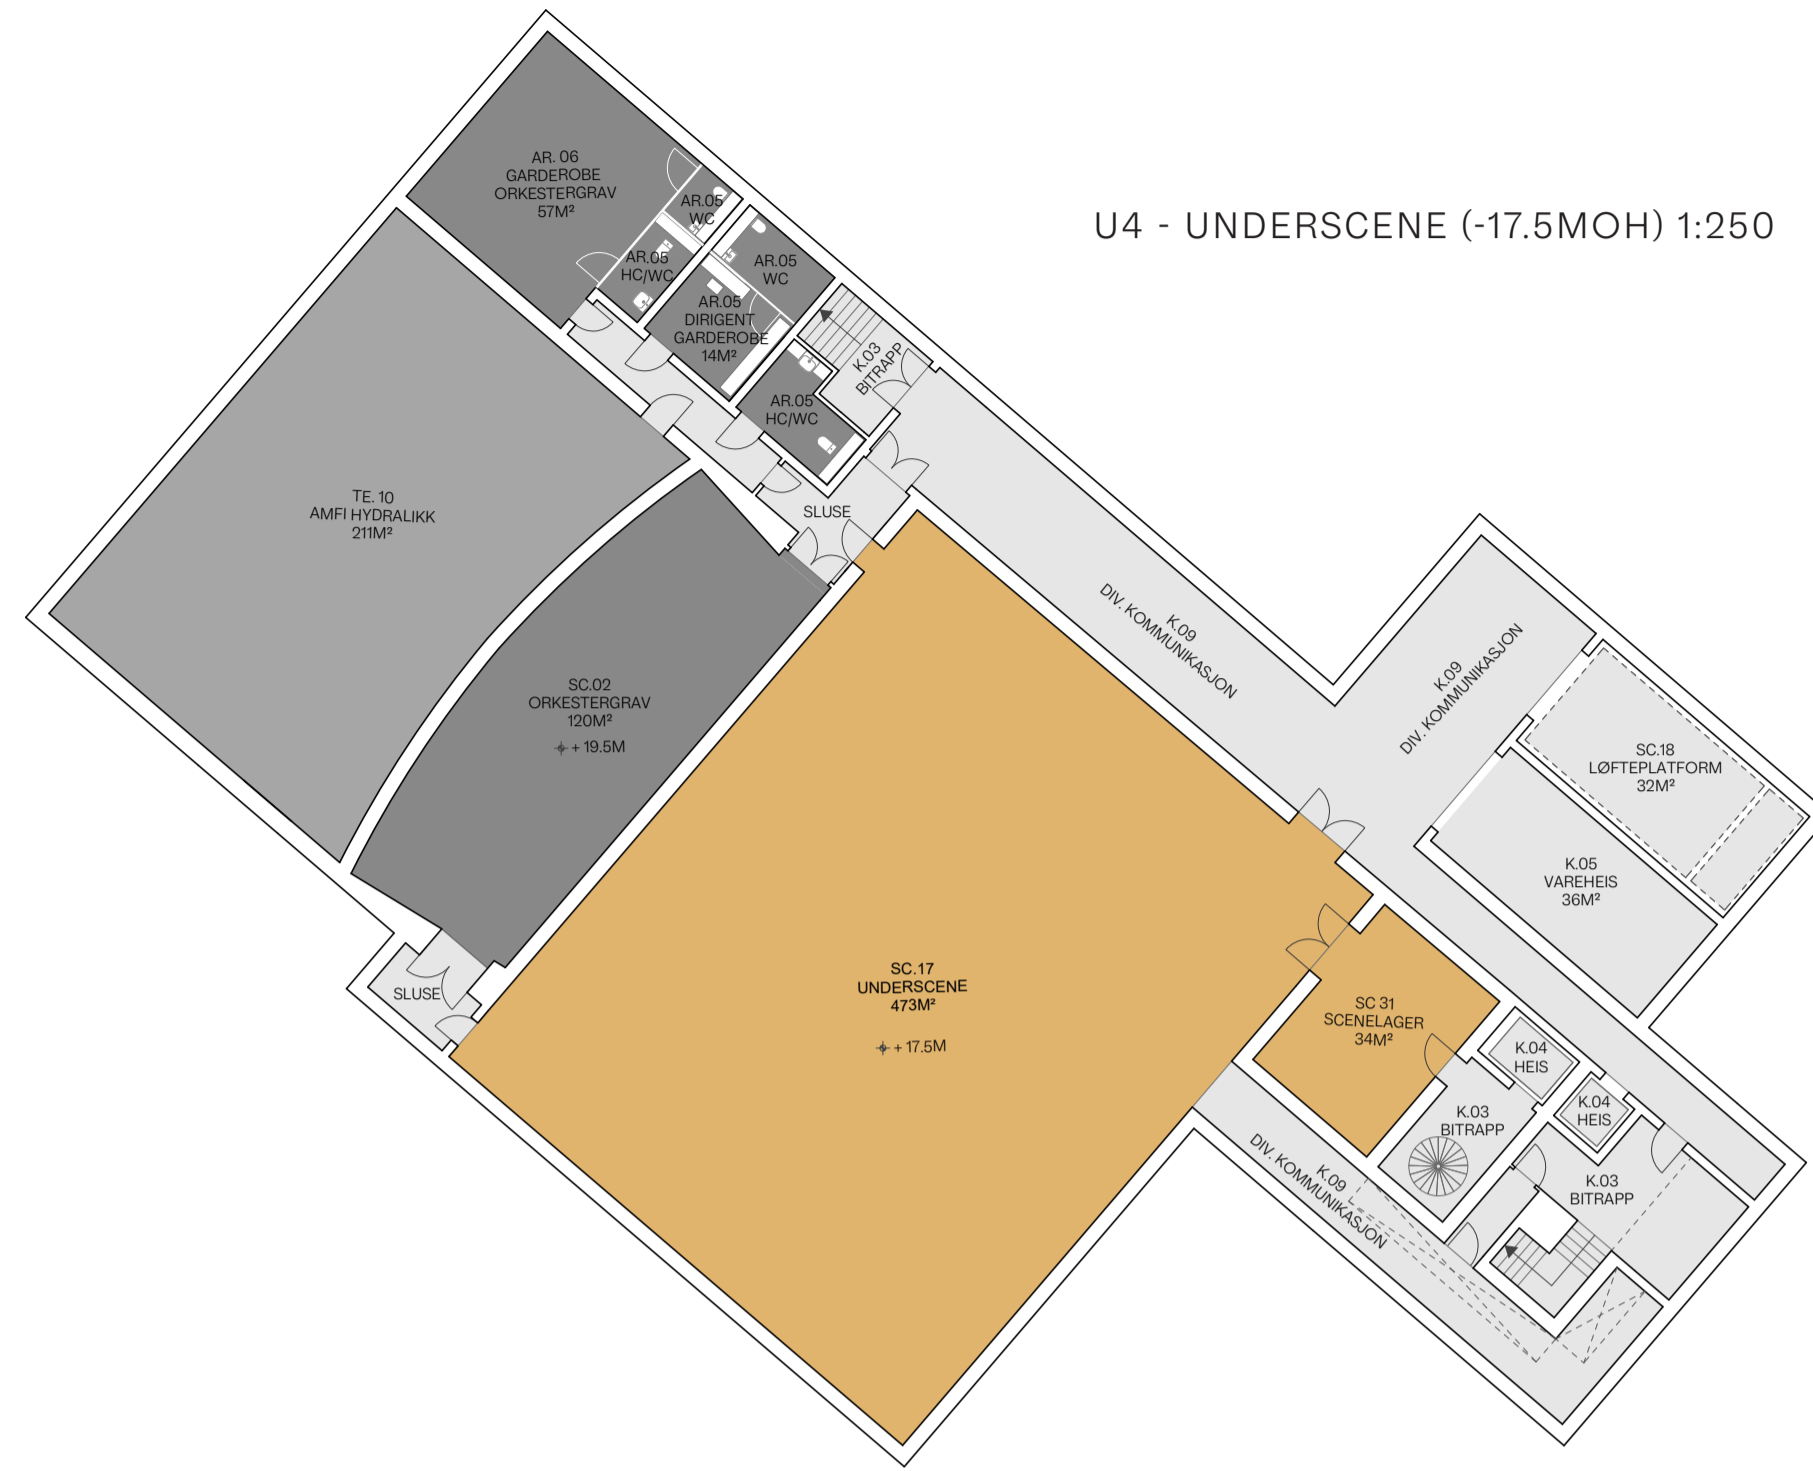 U4 - UNDERSCENE (-17.5MOH) 1:250
AR. 06
GARDEROBE
ORKESTERGRAV
57M²
AR.05
WC
AR.05
HC/WC
AR.05
WC
AR.05
DIRIGENT
GARDEROBE
14M²
AR.05
HC/WC
K.03
BITRAPP
SLUSE
TE. 10
AMFI HYDRALIKK
211M²
SC.02
ORKESTERGRAV
120M²
+ 19.5M
SLUSE
K.09
DIV. KOMMUNIKASJON
K.09
DIV. KOMMUNIKASJON
SC.18
LØFTEPLATFORM
32M²
K.05
VAREHEIS
36M²
SC.17
UNDERSCENE
473M²
+ 17.5M
SC 31
SCENELAGER
34M²
K.04
HEIS
K.04
HEIS
K.03
BITRAPP
K.03
BITRAPP
K.09
DIV. KOMMUNIKASJON